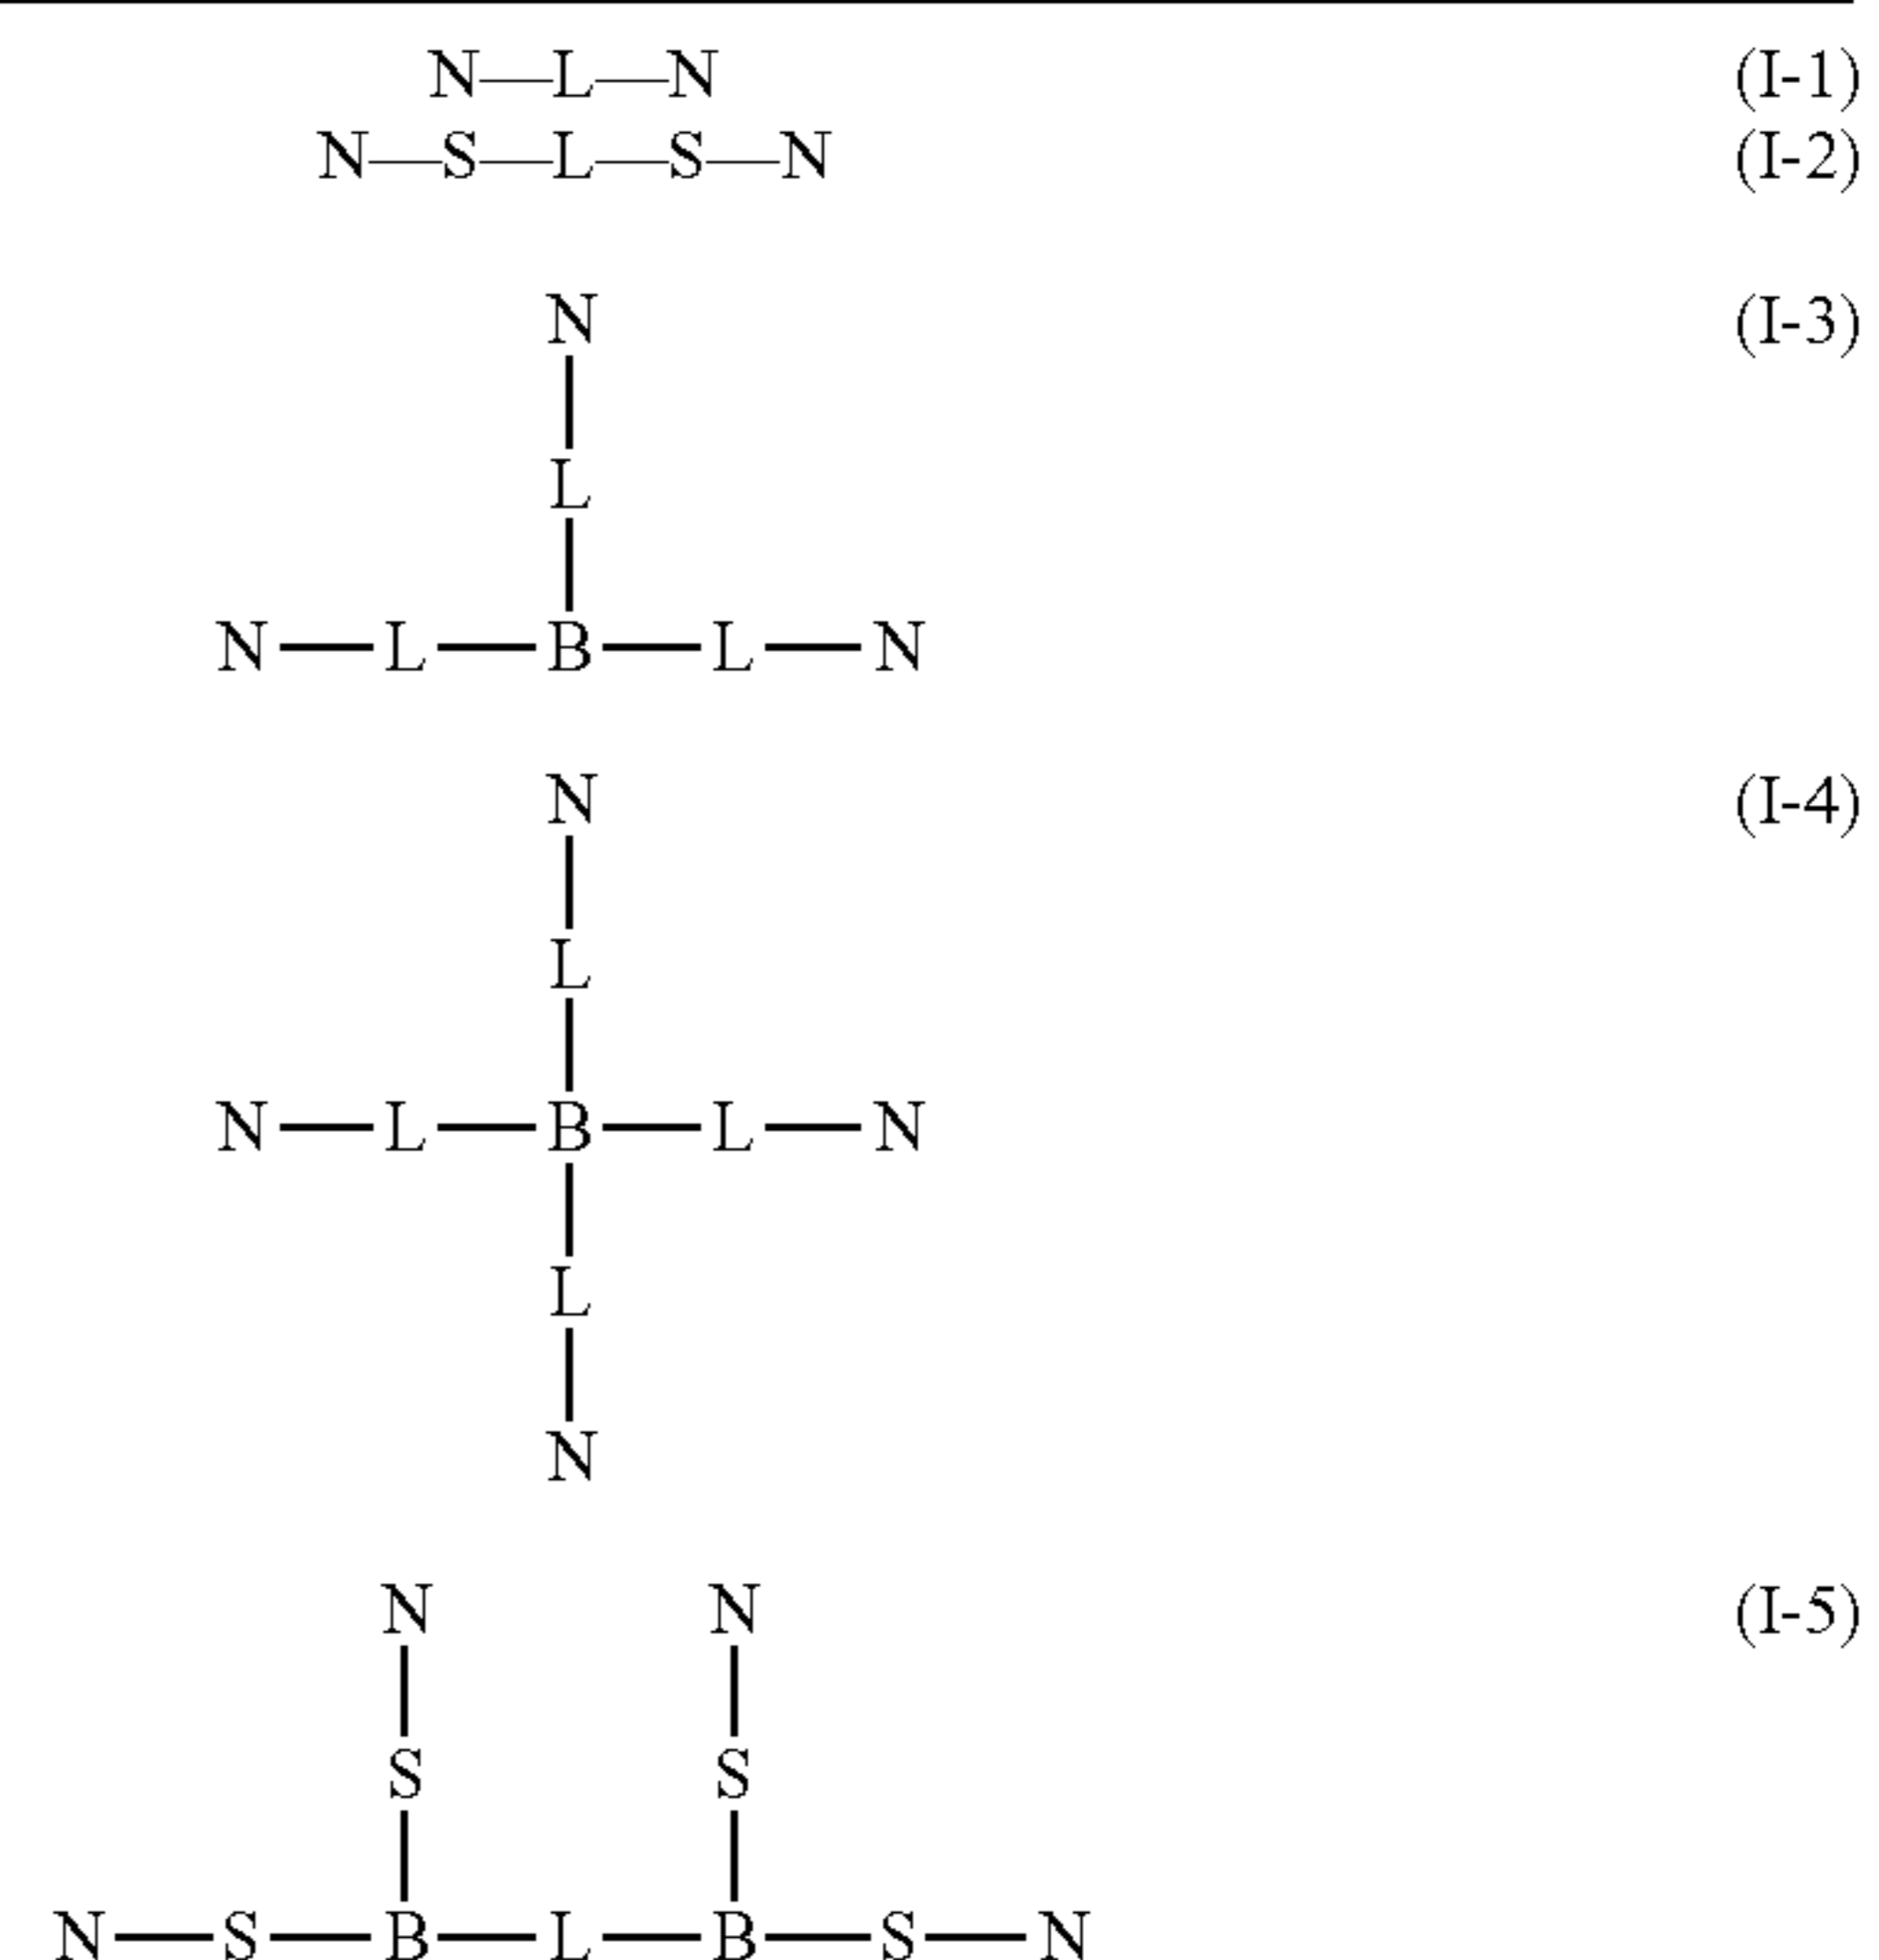 N—L—N (I-1)
N—S—L—S—N (I-2)
N (I-3)
L
N—L—B—L—N
N (I-4)
L
N—L—B—L—N
L
N
N N (I-5)
S S
N—S—B—L—B—S—N